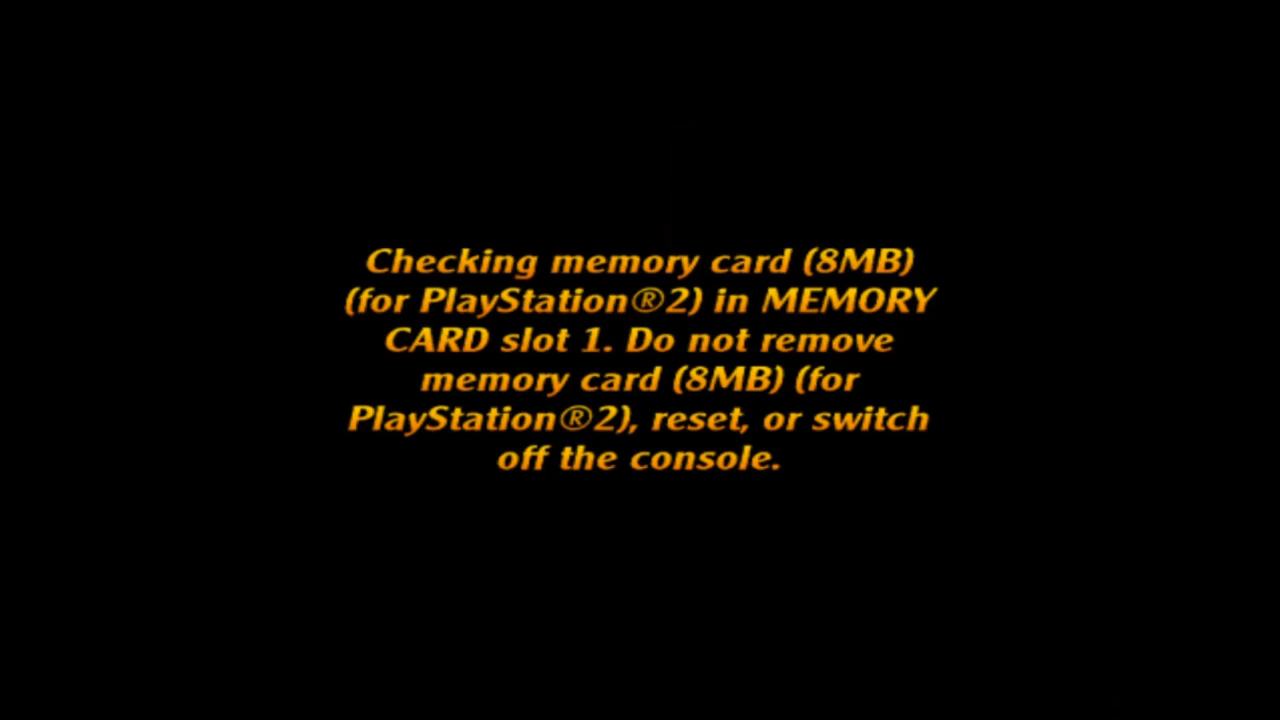 Checking memory card (8MB)
(for PlayStation®2) in MEMORY
CARD slot 1. Do not remove
memory card (8MB) (for
PlayStation®2), reset, or switch
off the console.